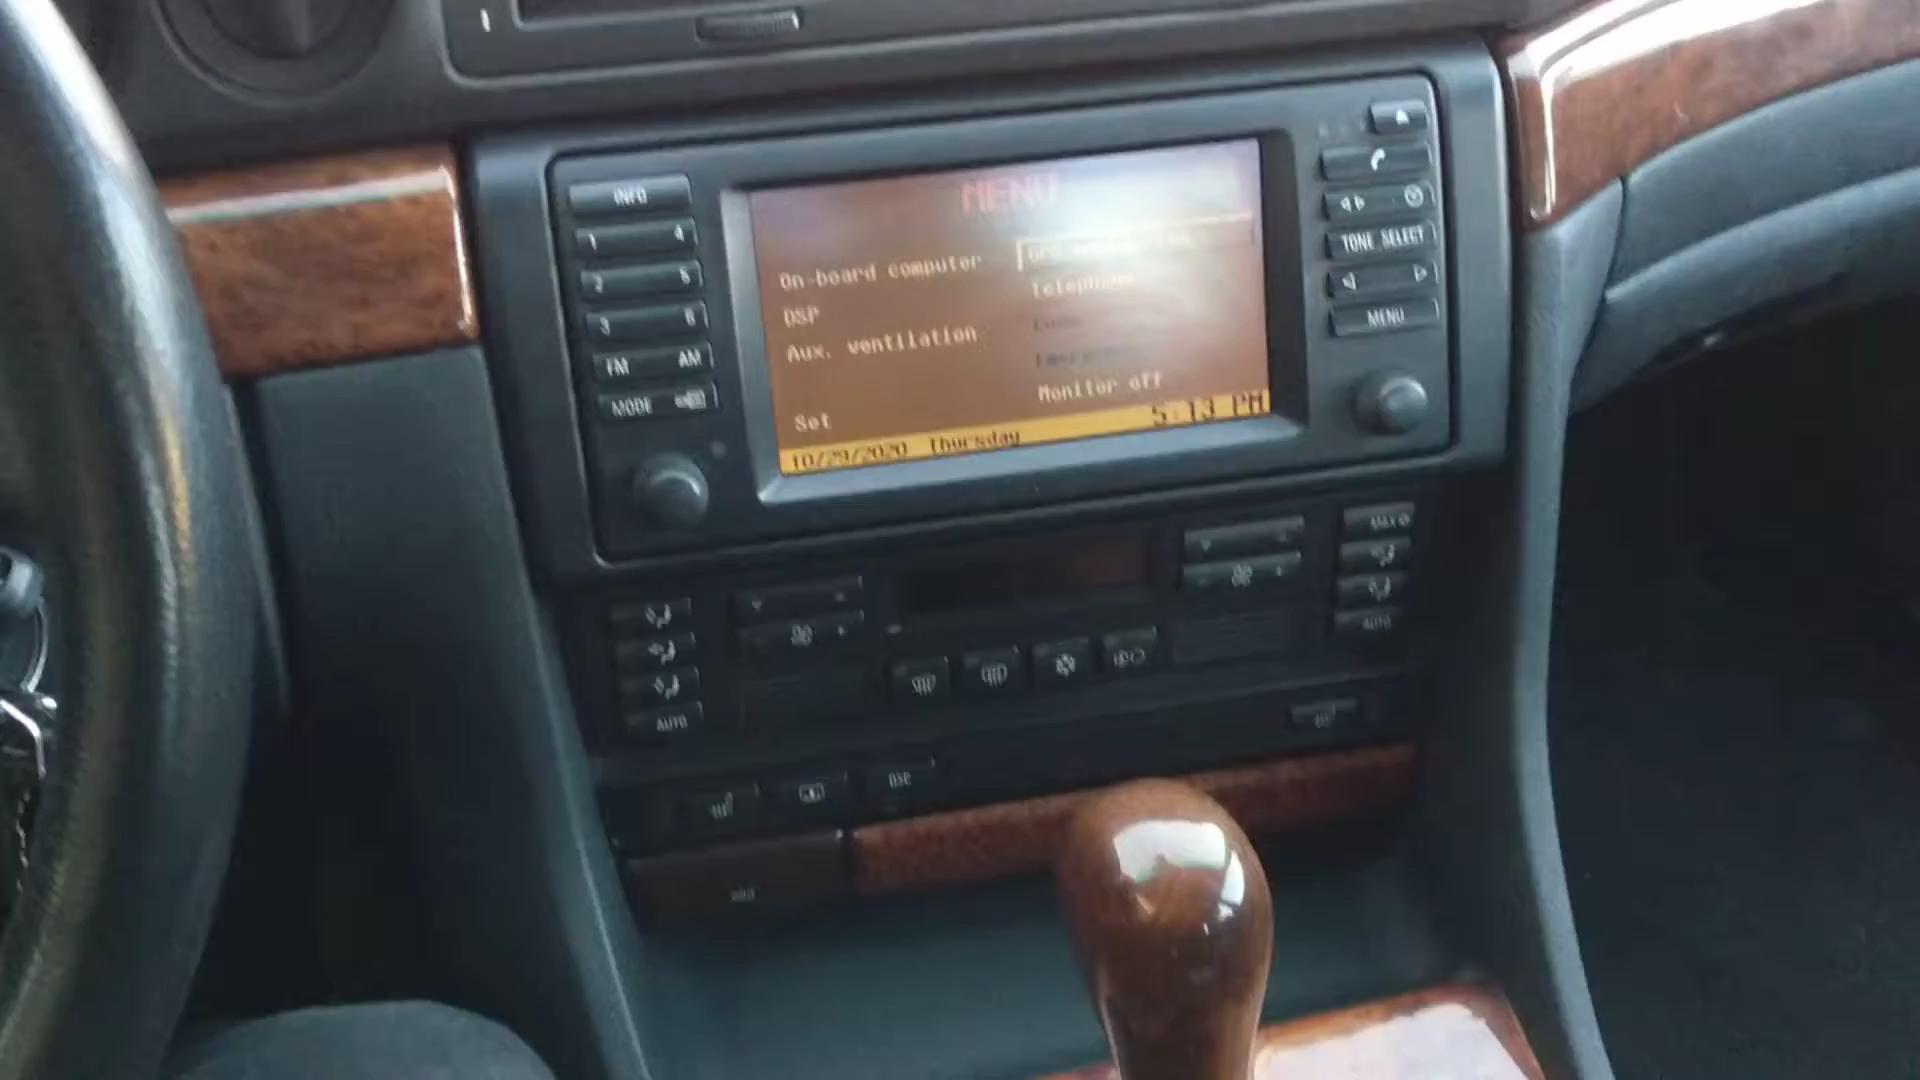 MENU
INFO
1 4
2 5
3 6
FM AM
MODE
On-board computer
DSP
Aux. ventilation
Set
Telephone
Monitor off
10/29/2020 Thursday 5:13 PM
TONE SELECT
MENU
MAX
AUTO
AUTO
DSC